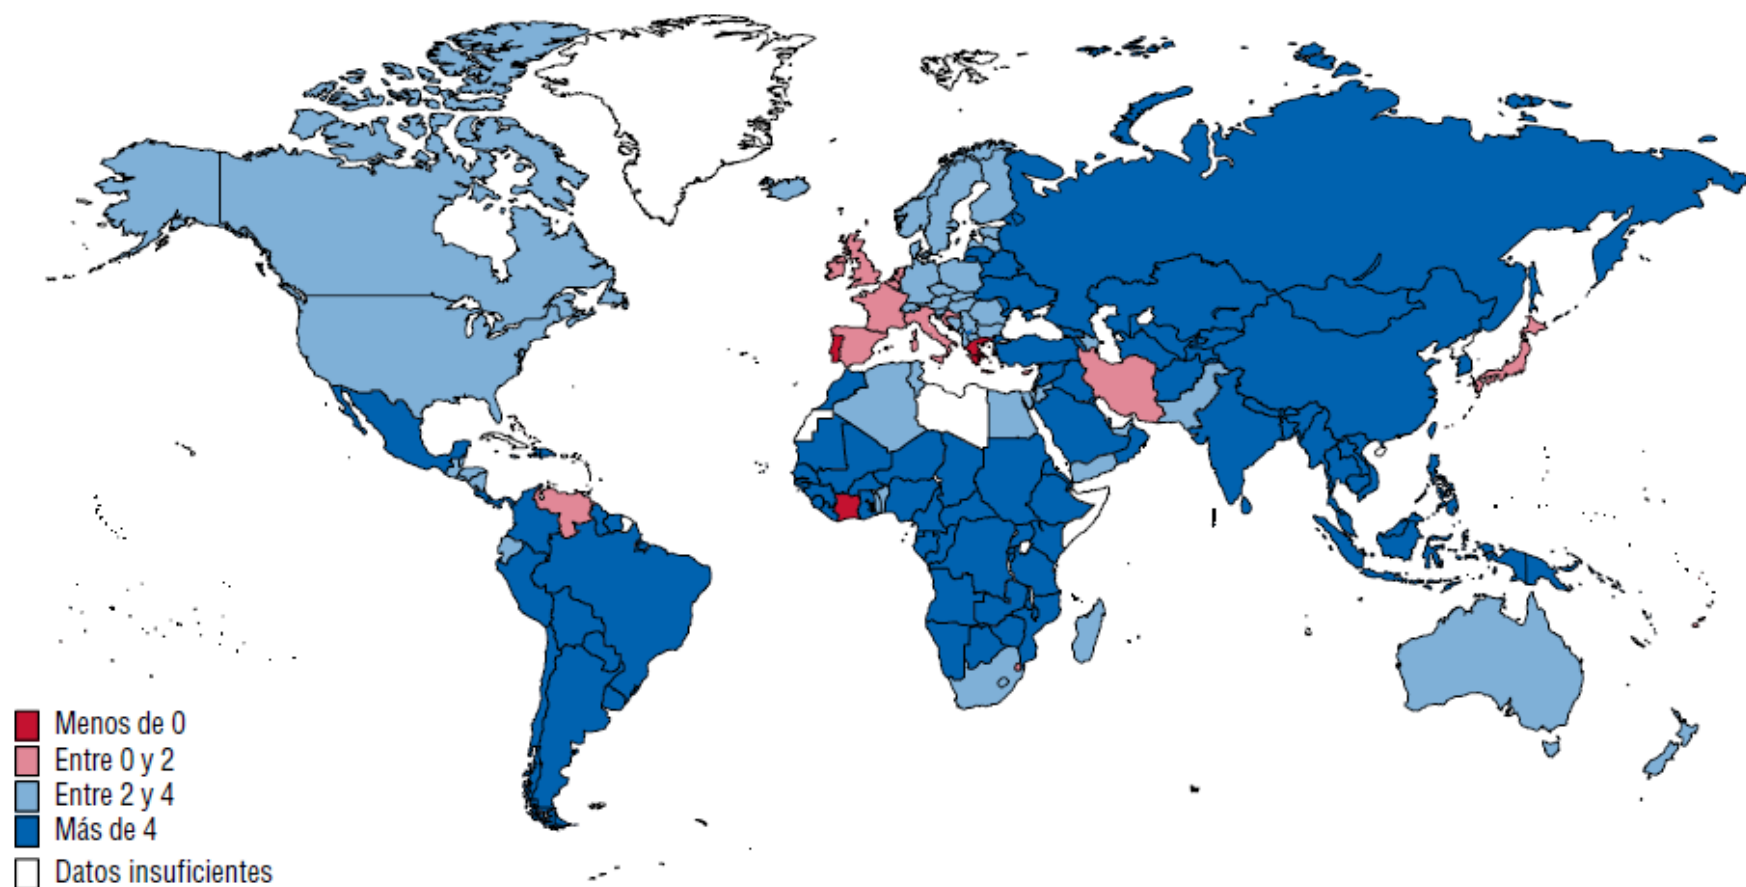 Menos de 0
Entre 0 y 2
Entre 2 y 4
Más de 4
Datos insuficientes